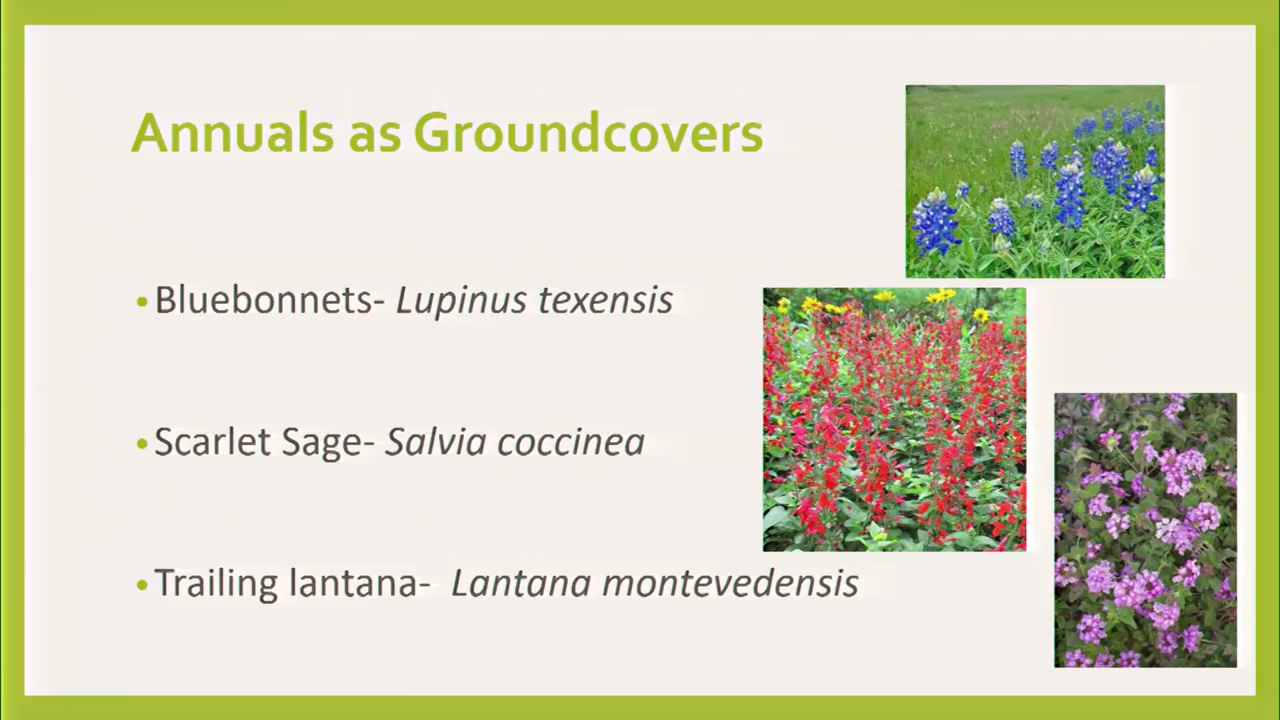 Annuals as Groundcovers
• Bluebonnets- Lupinus texensis
• Scarlet Sage- Salvia coccinea
• Trailing lantana- Lantana montevedensis